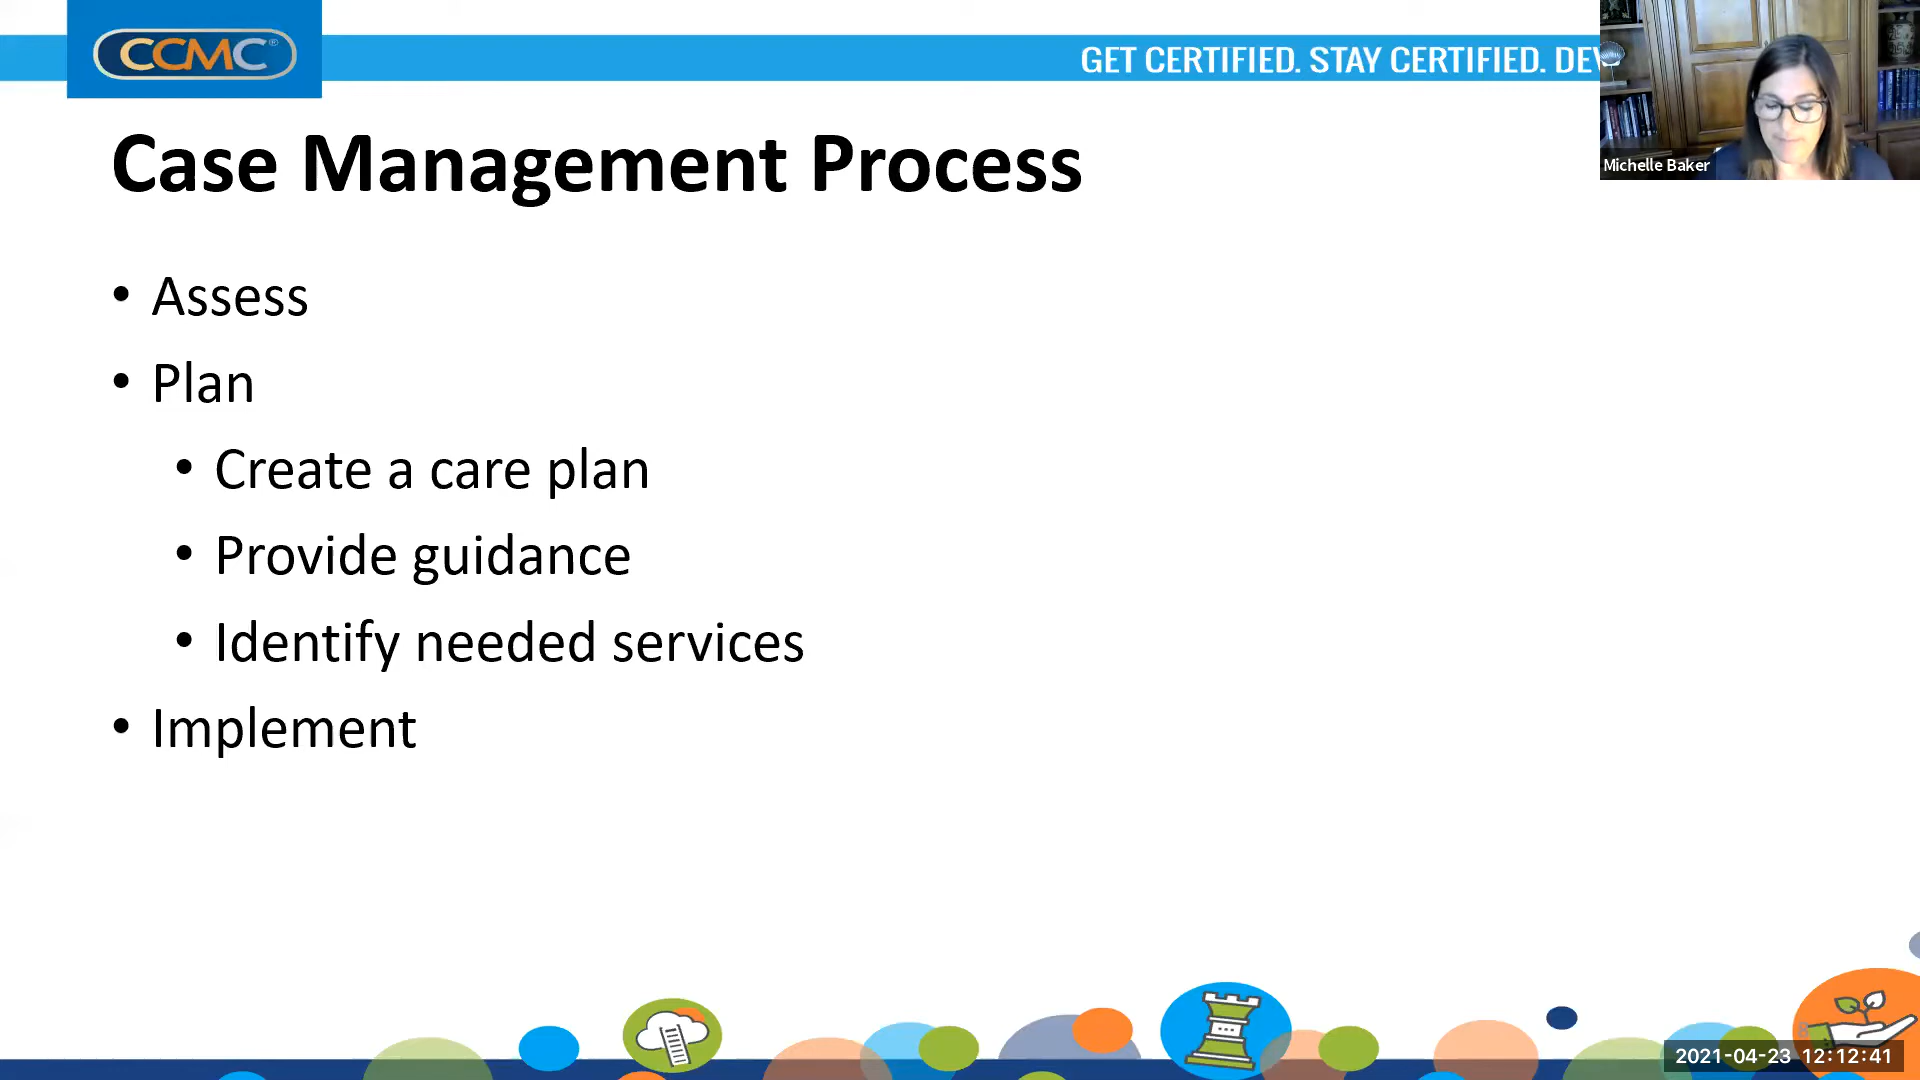 CCMC®
GET CERTIFIED. STAY CERTIFIED.
Michelle Baker
Case Management Process
• Assess
• Plan
• Create a care plan
• Provide guidance
• Identify needed services
• Implement
2021-04-23 12:12:41